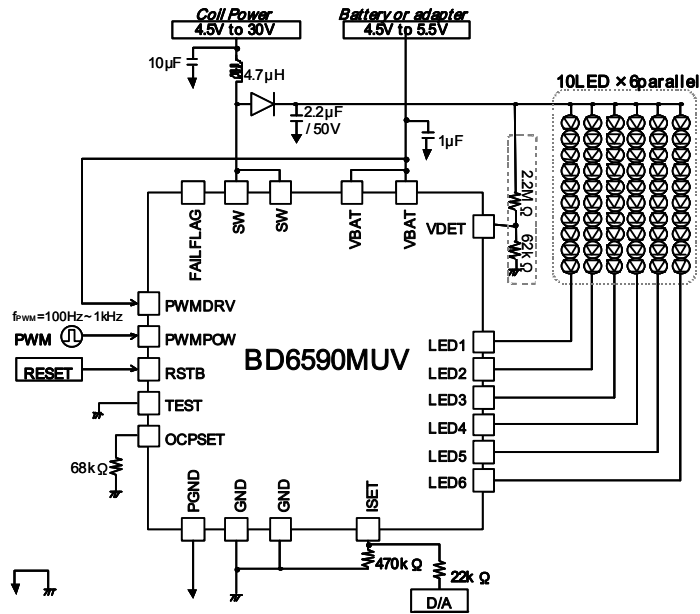 Coil Power
4.5V to 30V
Battery or adapter
4.5V to 5.5V
10μF
4.7μH
2.2μF
/ 50V
1μF
10LED × 6parallel
2.2MΩ
62kΩ
FAILFLAG
SW
SW
VBAT
VBAT
VDET
fPWM=100Hz~1kHz
PWM
RESET
PWMDRV
PWMPOW
RSTB
TEST
OCPSET
68kΩ
BD6590MUV
LED1
LED2
LED3
LED4
LED5
LED6
PGND
GND
GND
ISET
470kΩ
22kΩ
D/A